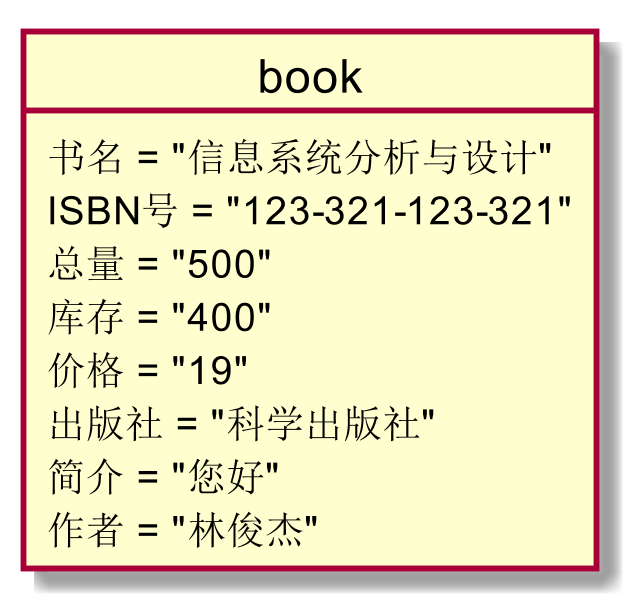 book
书名 = "信息系统分析与设计"
ISBN号 = "123-321-123-321"
总量 = "500"
库存 = "400"
价格 = "19"
出版社 = "科学出版社"
简介 = "您好"
作者 = "林俊杰"